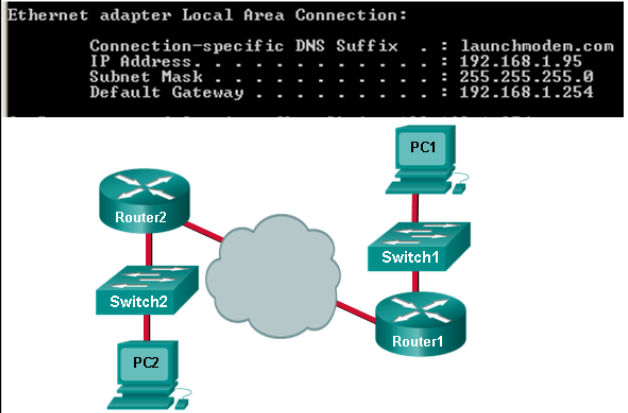 Ethernet adapter Local Area Connection:
Connection-specific DNS Suffix  . : launchmodem.com
IP Address. . . . . . . . . . . . : 192.168.1.95
Subnet Mask . . . . . . . . . . . : 255.255.255.0
Default Gateway . . . . . . . . . : 192.168.1.254
PC1
Router2
Switch1
Switch2
Router1
PC2